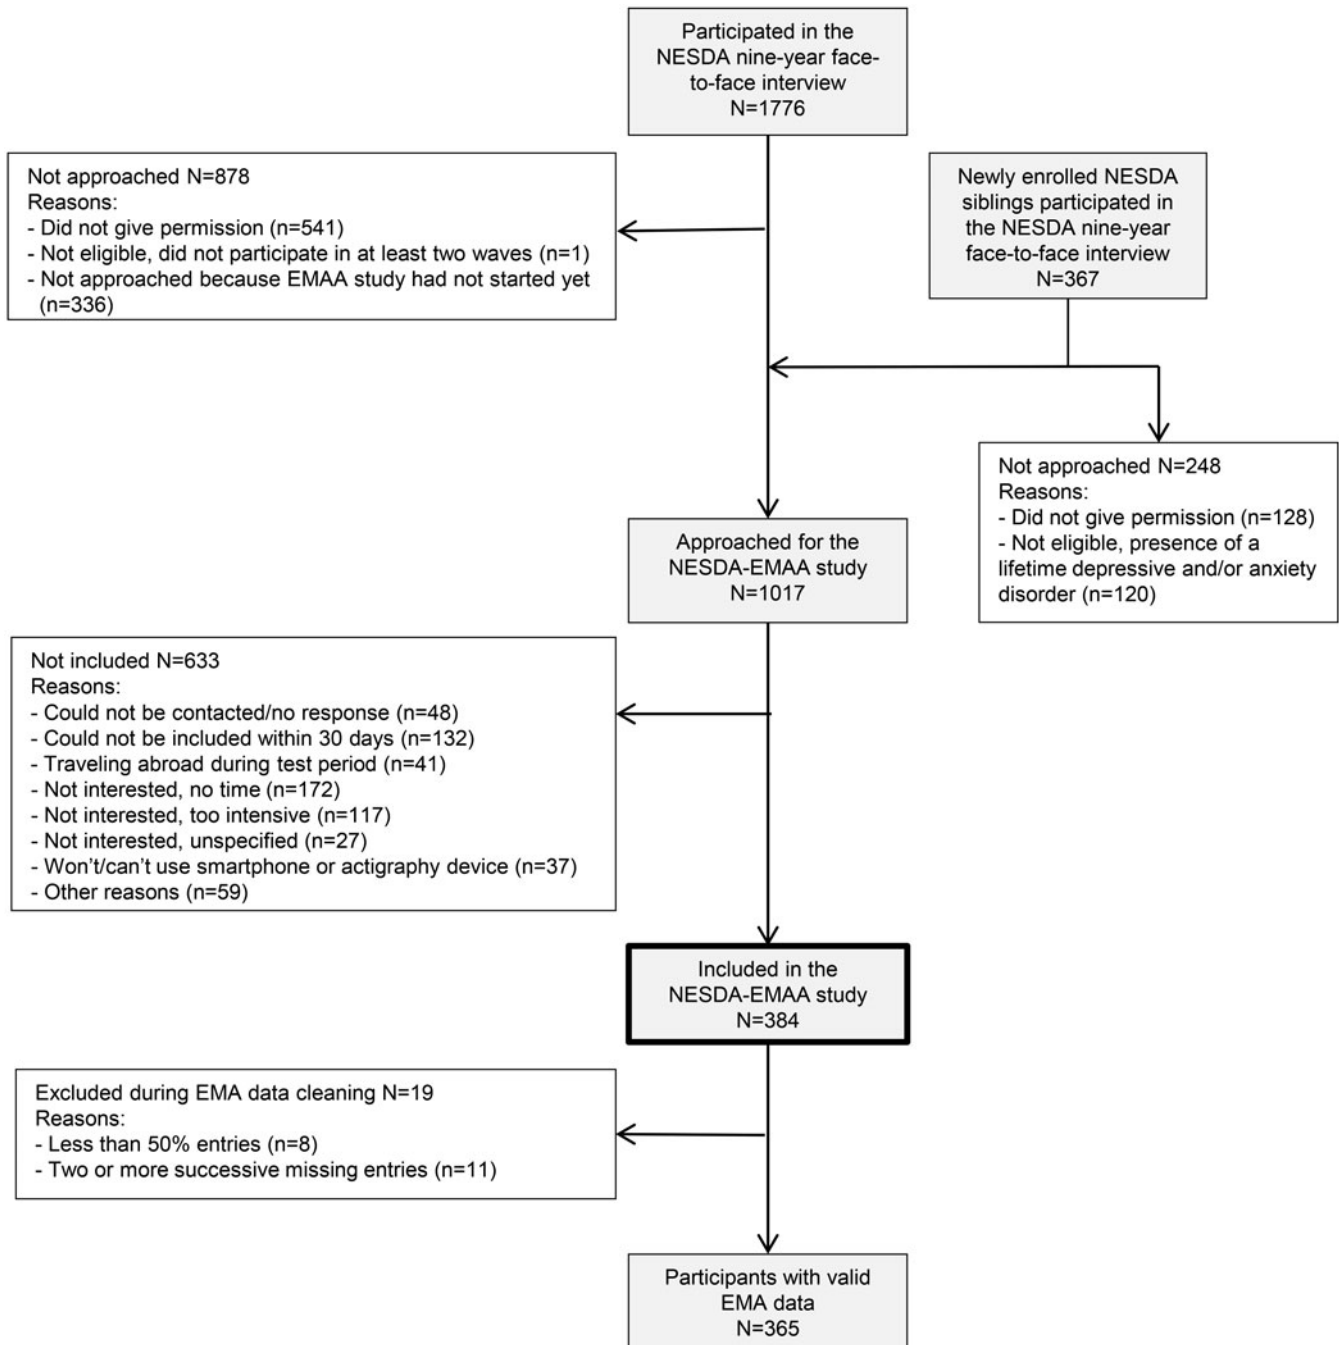 Participated in the
NESDA nine-year face-
to-face interview
N=1776
Not approached N=878
Reasons:
- Did not give permission (n=541)
- Not eligible, did not participate in at least two waves (n=1)
- Not approached because EMAA study had not started yet
(n=336)
Newly enrolled NESDA
siblings participated in
the NESDA nine-year
face-to-face interview
N=367
Not approached N=248
Reasons:
- Did not give permission (n=128)
- Not eligible, presence of a
lifetime depressive and/or anxiety
disorder (n=120)
Approached for the
NESDA-EMAA study
N=1017
Not included N=633
Reasons:
- Could not be contacted/no response (n=48)
- Could not be included within 30 days (n=132)
- Traveling abroad during test period (n=41)
- Not interested, no time (n=172)
- Not interested, too intensive (n=117)
- Not interested, unspecified (n=27)
- Won’t/can’t use smartphone or actigraphy device (n=37)
- Other reasons (n=59)
Included in the
NESDA-EMAA study
N=384
Excluded during EMA data cleaning N=19
Reasons:
- Less than 50% entries (n=8)
- Two or more successive missing entries (n=11)
Participants with valid
EMA data
N=365